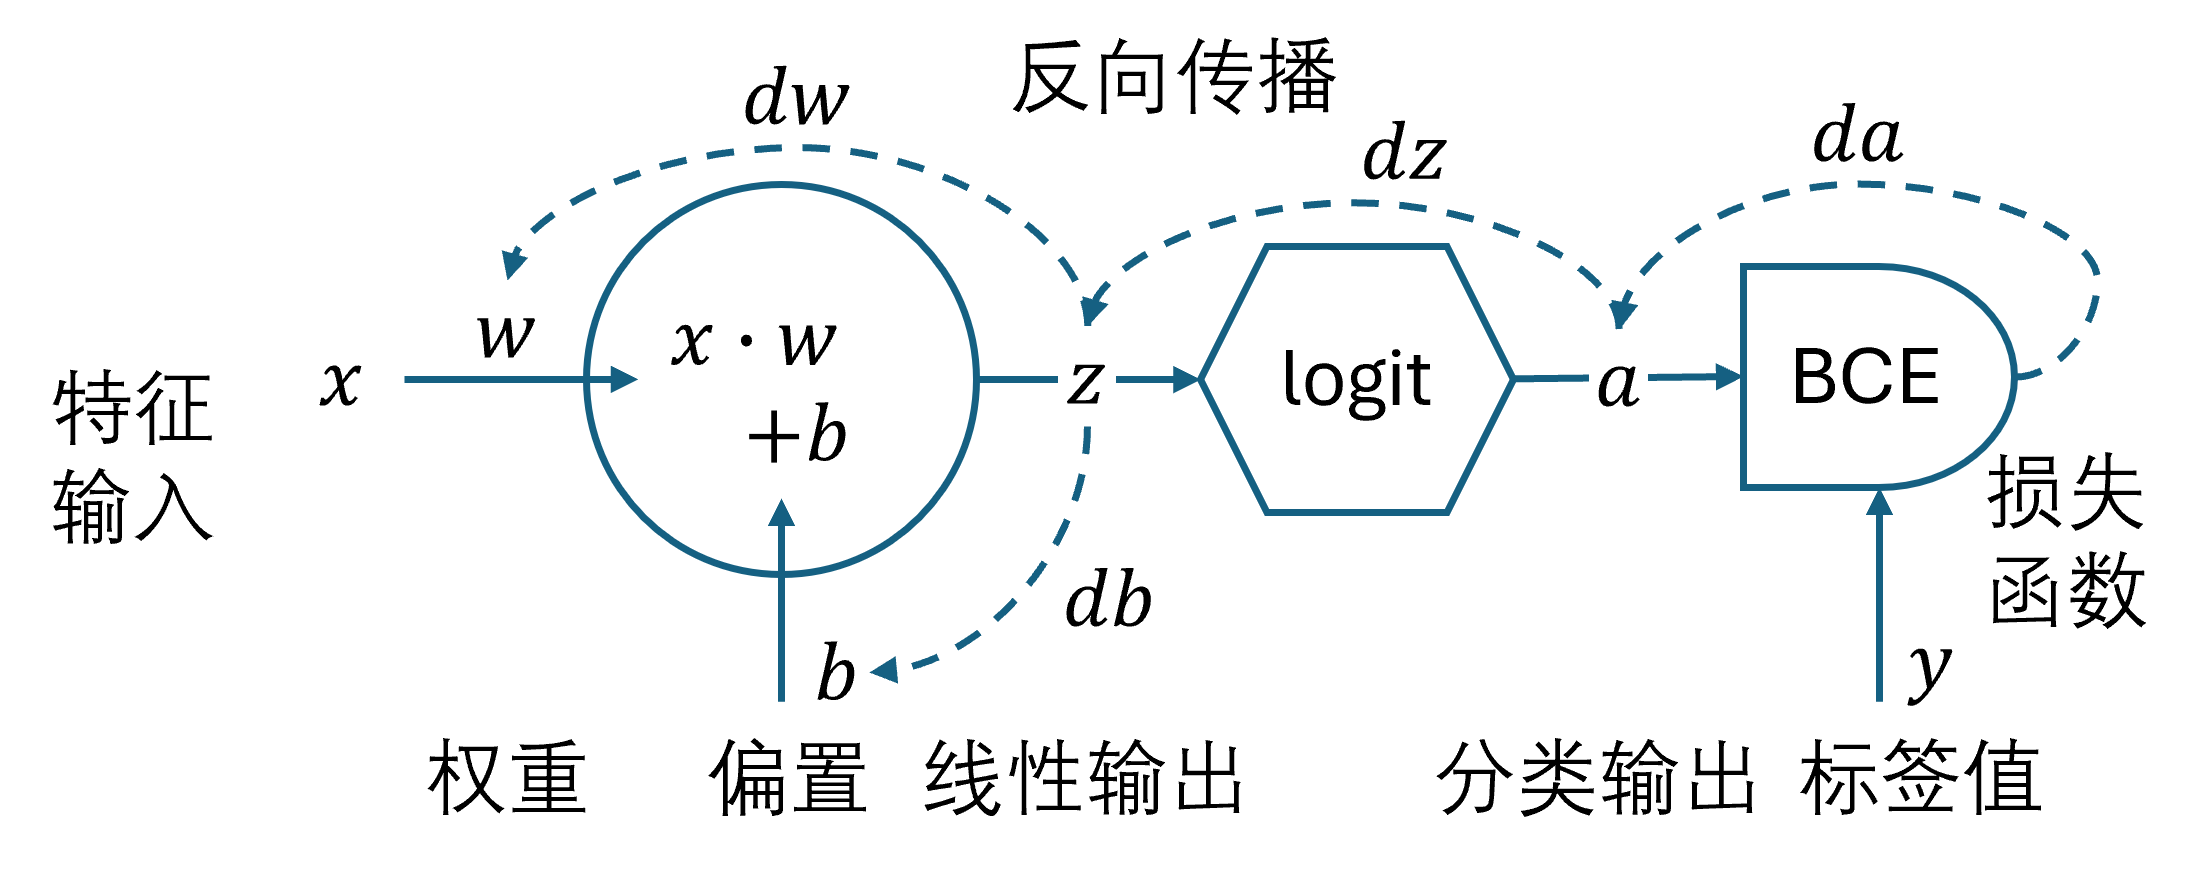 反向传播
dw
dz
da
w
x · w
+b
x
z
logit
a
BCE
特征
输入
损失
函数
db
b
y
权重
偏置
线性输出
分类输出
标签值